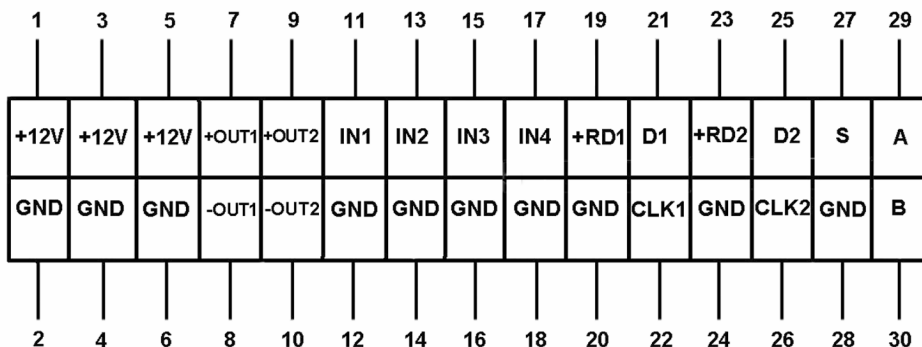 1 3 5 7 9 11 13 15 17 19 21 23 25 27 29
+12V +12V +12V +OUT1 +OUT2 IN1 IN2 IN3 IN4 +RD1 D1 +RD2 D2 S A
GND GND GND -OUT1 -OUT2 GND GND GND GND GND CLK1 GND CLK2 GND B
2 4 6 8 10 12 14 16 18 20 22 24 26 28 30